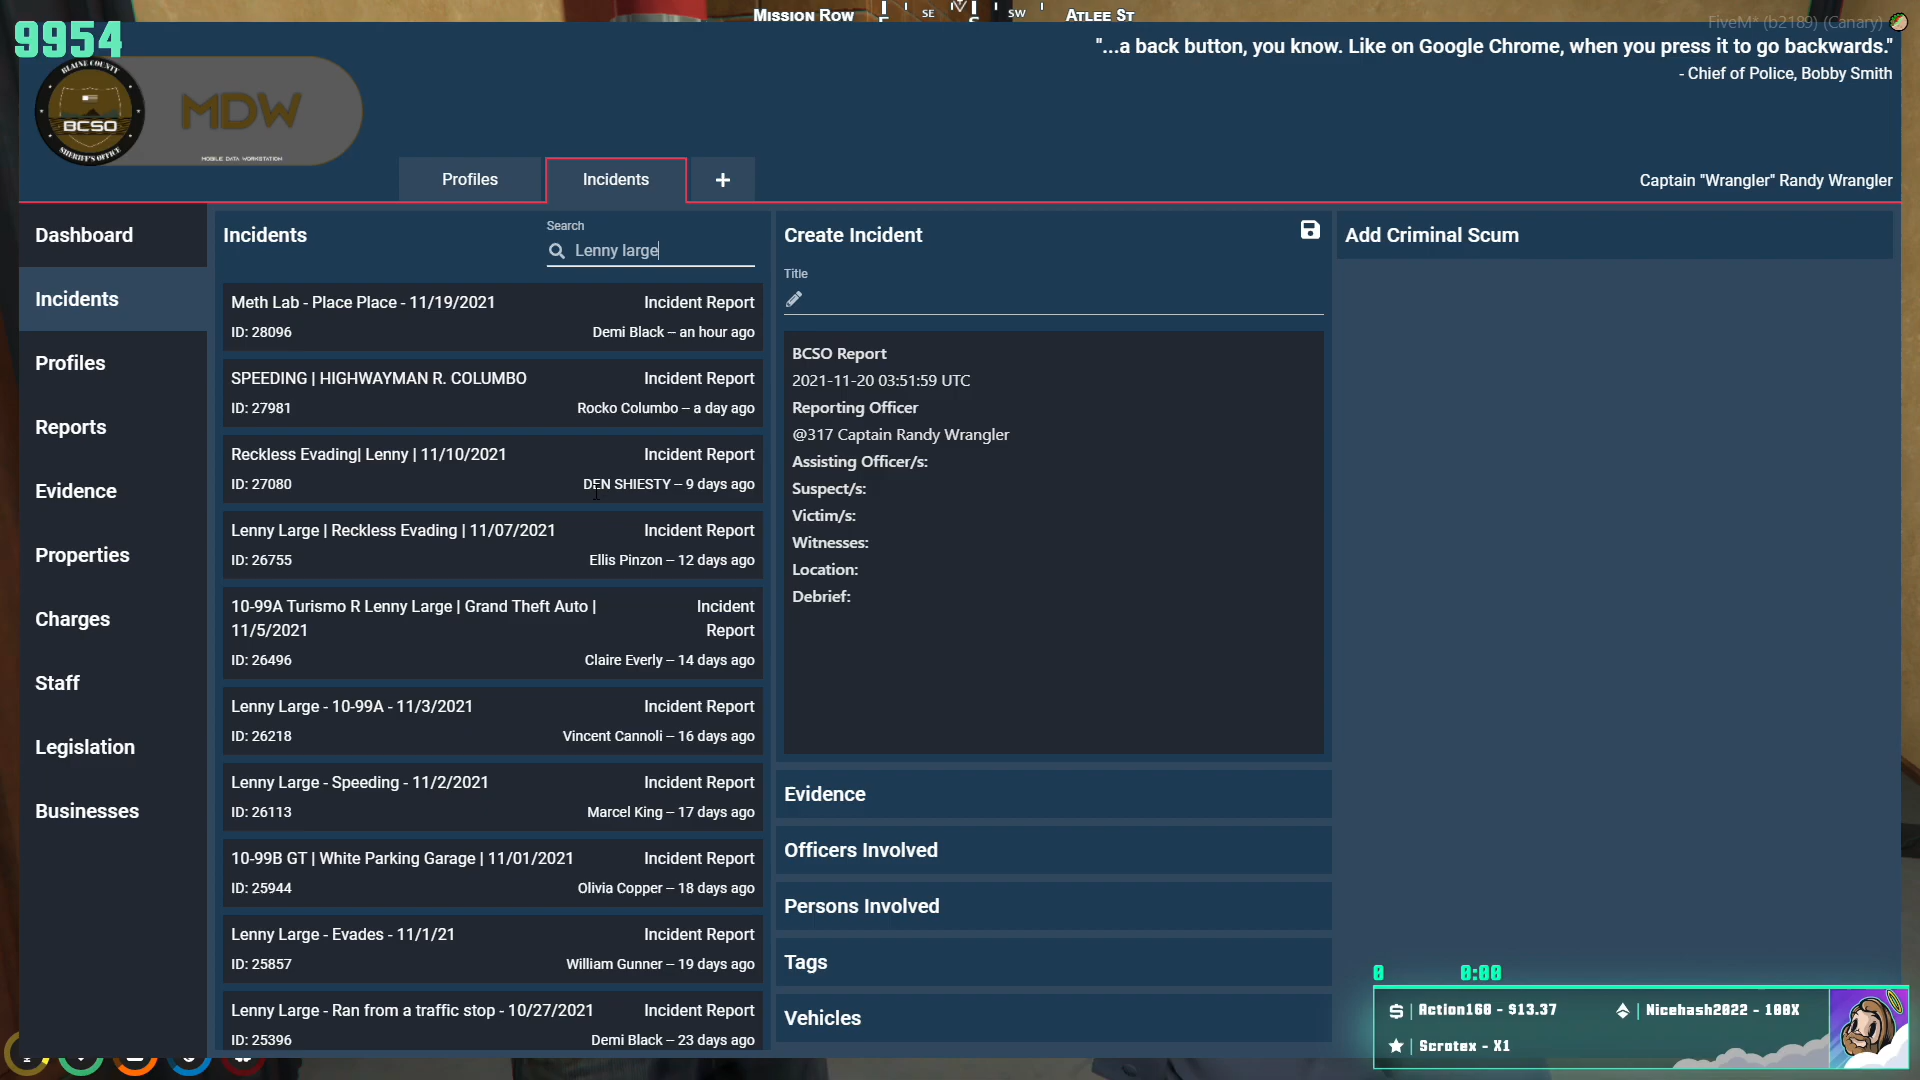 Mission Row
SE
SW
Atlee St
FiveM* (b2189) (Canary)
9954
"...a back button, you know. Like on Google Chrome, when you press it to go backwards."
- Chief of Police, Bobby Smith
BLAINE COUNTY
BCSO
SHERIFF'S OFFICE
MDW
MOBILE DATA WORKSTATION
Profiles
Incidents
+
Captain "Wrangler" Randy Wrangler
Dashboard
Incidents
Profiles
Reports
Evidence
Properties
Charges
Staff
Legislation
Businesses
Incidents
Search
Lenny large
Meth Lab - Place Place - 11/19/2021 Incident Report
ID: 28096 Demi Black – an hour ago
SPEEDING | HIGHWAYMAN R. COLUMBO Incident Report
ID: 27981 Rocko Columbo – a day ago
Reckless Evading| Lenny | 11/10/2021 Incident Report
ID: 27080 DEN SHIESTY – 9 days ago
Lenny Large | Reckless Evading | 11/07/2021 Incident Report
ID: 26755 Ellis Pinzon – 12 days ago
10-99A Turismo R Lenny Large | Grand Theft Auto | Incident
11/5/2021 Report
ID: 26496 Claire Everly – 14 days ago
Lenny Large - 10-99A - 11/3/2021 Incident Report
ID: 26218 Vincent Cannoli – 16 days ago
Lenny Large - Speeding - 11/2/2021 Incident Report
ID: 26113 Marcel King – 17 days ago
10-99B GT | White Parking Garage | 11/01/2021 Incident Report
ID: 25944 Olivia Copper – 18 days ago
Lenny Large - Evades - 11/1/21 Incident Report
ID: 25857 William Gunner – 19 days ago
Lenny Large - Ran from a traffic stop - 10/27/2021 Incident Report
ID: 25396 Demi Black – 23 days ago
Create Incident
Title
BCSO Report
2021-11-20 03:51:59 UTC
Reporting Officer
@317 Captain Randy Wrangler
Assisting Officer/s:
Suspect/s:
Victim/s:
Witnesses:
Location:
Debrief:
Evidence
Officers Involved
Persons Involved
Tags
Vehicles
Add Criminal Scum
0 0:00
Action160 - $13.37
Nicehash2022 - 100X
Scrotex - X1